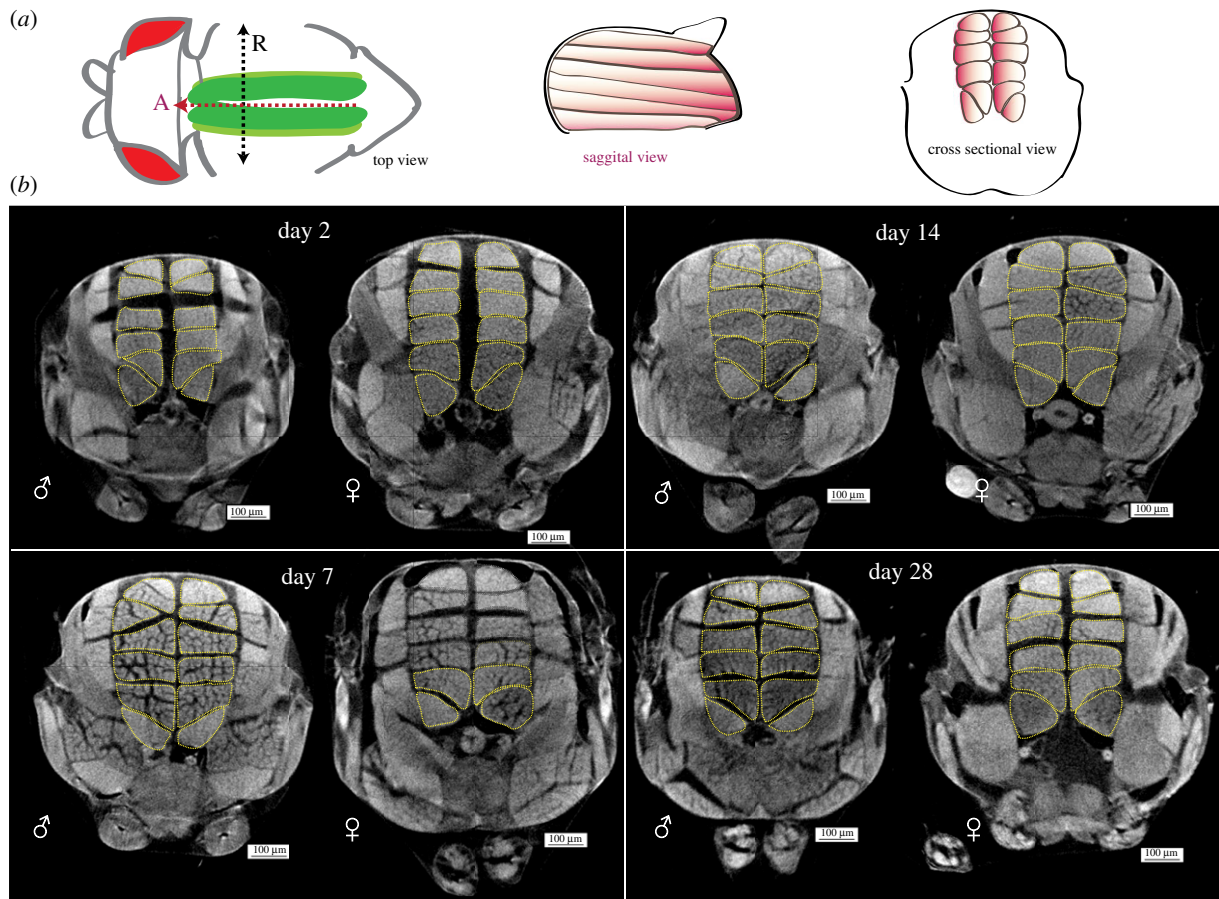 (a)
R
A
top view
saggital view
cross sectional view
(b)
day 2
♂
100 µm
♀
100 µm
day 14
♂
100 µm
♀
100 µm
day 7
♂
100 µm
♀
100 µm
day 28
♂
100 µm
♀
100 µm